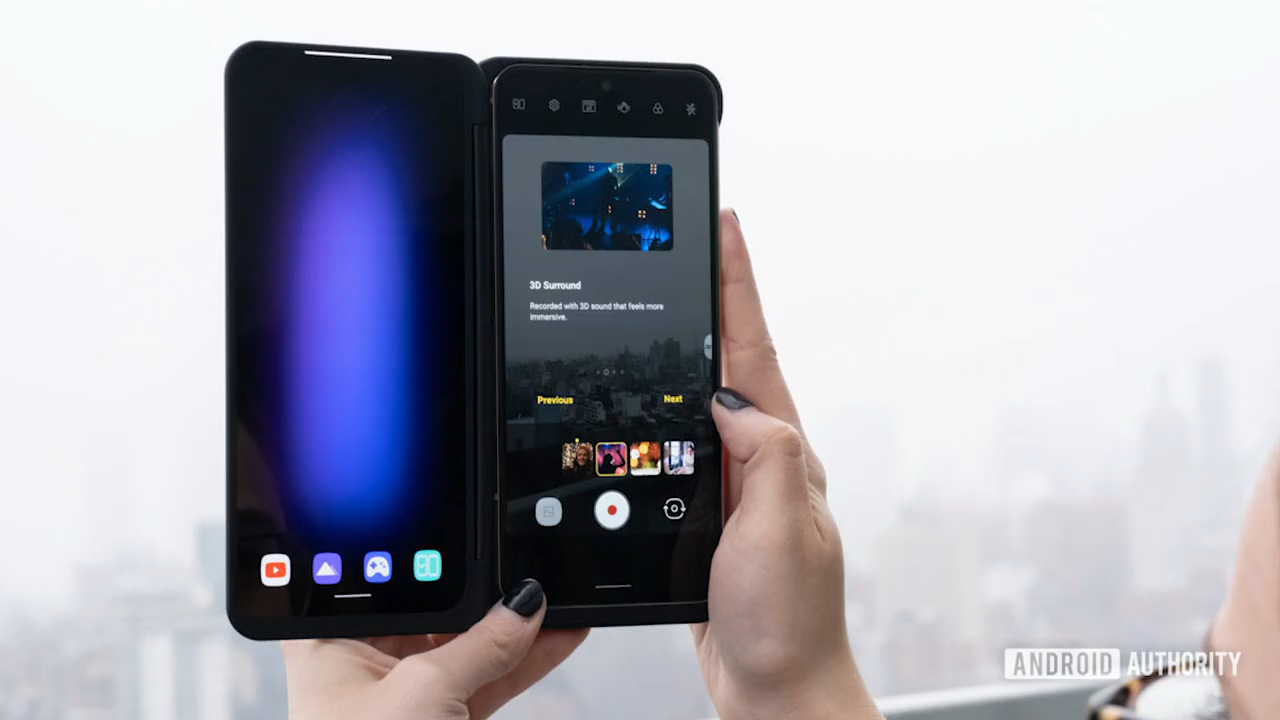 3D Surround
Recorded with 3D sound that feels more
immersive.
Previous
Next
ANDROID AUTHORITY